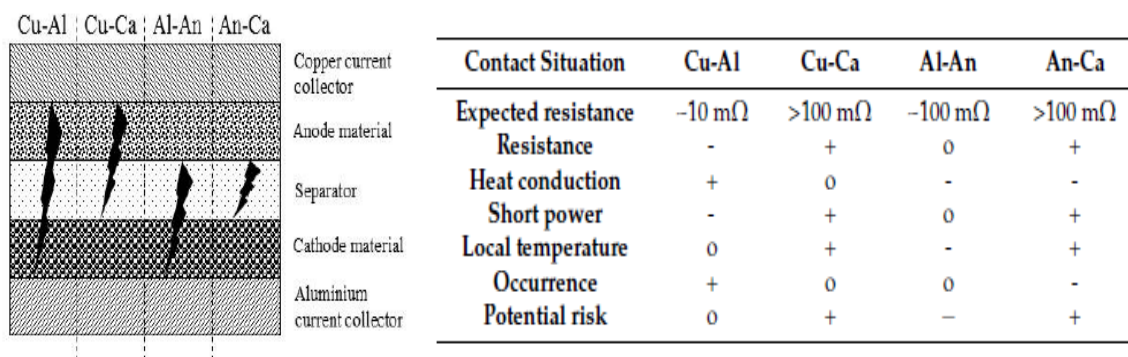 Cu-Al Cu-Ca Al-An An-Ca
Copper current
collector
Anode material
Separator
Cathode material
Aluminium
current collector
Contact Situation Cu-Al Cu-Ca Al-An An-Ca
Expected resistance ~10 mΩ >100 mΩ ~100 mΩ >100 mΩ
Resistance - + o +
Heat conduction + o - -
Short power - + o +
Local temperature o + - +
Occurrence + o o -
Potential risk o + – +